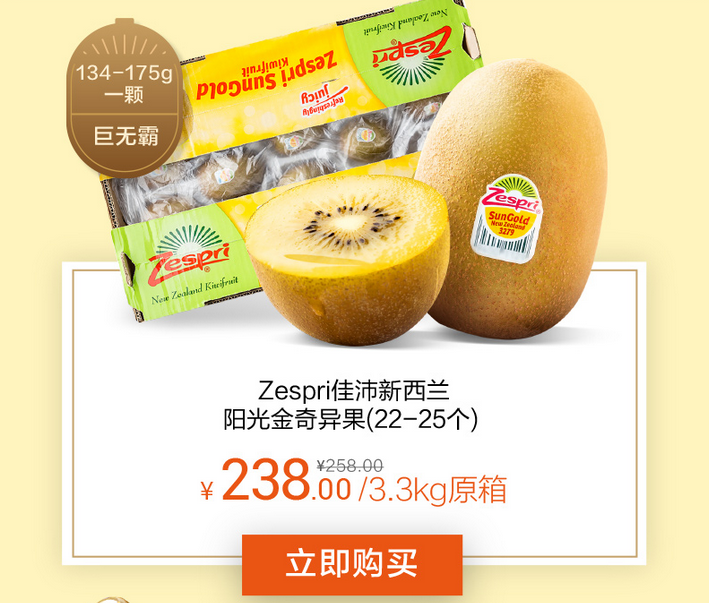 134-175g
一颗
巨无霸
Zespri
New Zealand Kiwifruit
Zespri SunGold
Kiwifruit
Refreshingly
juicy
Zespri
New Zealand Kiwifruit
Zespri
SunGold
New Zealand
3279
Zespri佳沛新西兰
阳光金奇异果(22-25个)
¥258.00
¥238.00/3.3kg原箱
立即购买